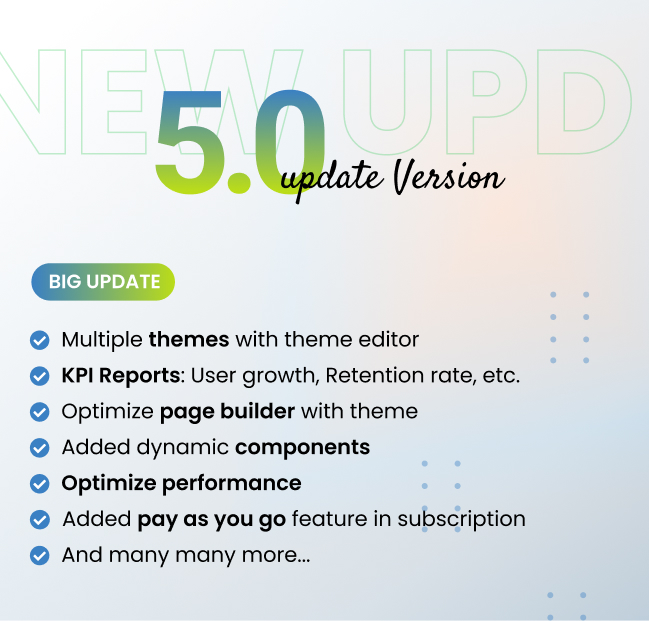 NEW UPD
5.0
update Version
BIG UPDATE
Multiple themes with theme editor
KPI Reports: User growth, Retention rate, etc.
Optimize page builder with theme
Added dynamic components
Optimize performance
Added pay as you go feature in subscription
And many many more...